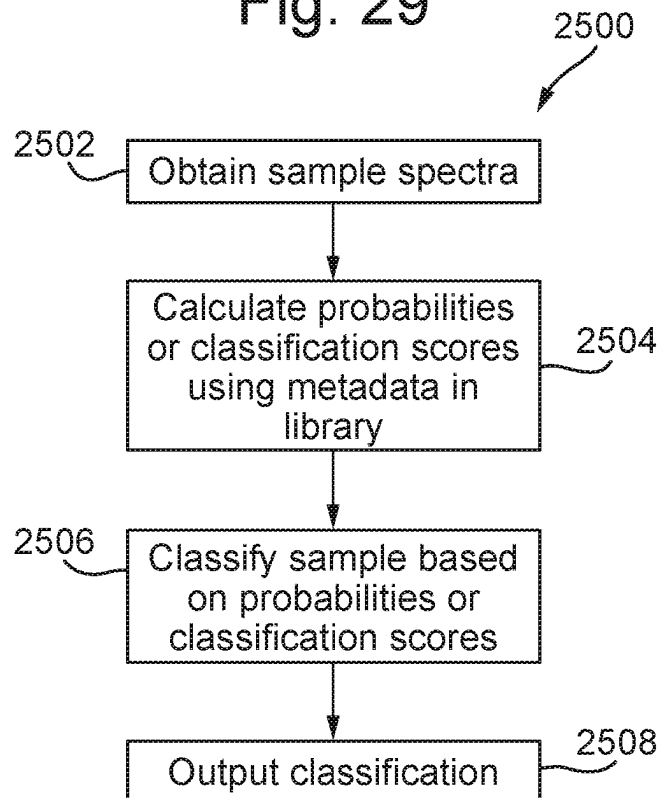 Fig. 29
2500
2502
Obtain sample spectra
Calculate probabilities
or classification scores
using metadata in
library
2504
2506
Classify sample based
on probabilities or
classification scores
Output classification
2508